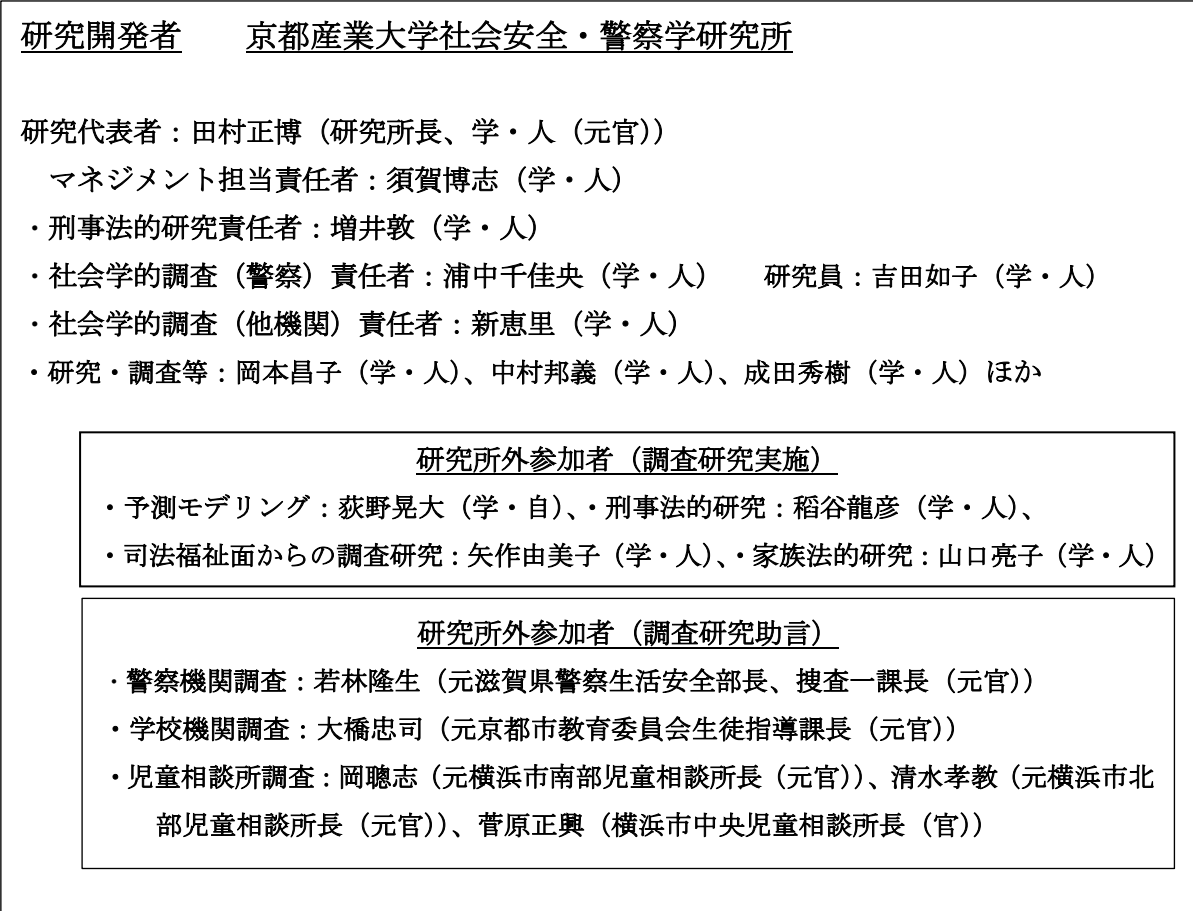 研究開発者　　京都産業大学社会安全・警察学研究所
研究代表者：田村正博（研究所長、学・人（元官））
マネジメント担当責任者：須賀博志（学・人）
・刑事法的研究責任者：増井敦（学・人）
・社会学的調査（警察）責任者：浦中千佳央（学・人）　　研究員：吉田如子（学・人）
・社会学的調査（他機関）責任者：新恵里（学・人）
・研究・調査等：岡本昌子（学・人）、中村邦義（学・人）、成田秀樹（学・人）ほか
研究所外参加者（調査研究実施）
・予測モデリング：荻野晃大（学・自）、・刑事法的研究：稻谷龍彦（学・人）、
・司法福祉面からの調査研究：矢作由美子（学・人）、・家族法的研究：山口亮子（学・人）
研究所外参加者（調査研究助言）
・警察機関調査：若林隆生（元滋賀県警察生活安全部長、捜査一課長（元官））
・学校機関調査：大橋忠司（元京都市教育委員会生徒指導課長（元官））
・児童相談所調査：岡聰志（元横浜市南部児童相談所長（元官））、清水孝教（元横浜市北
部児童相談所長（元官））、菅原正興（横浜市中央児童相談所長（官））